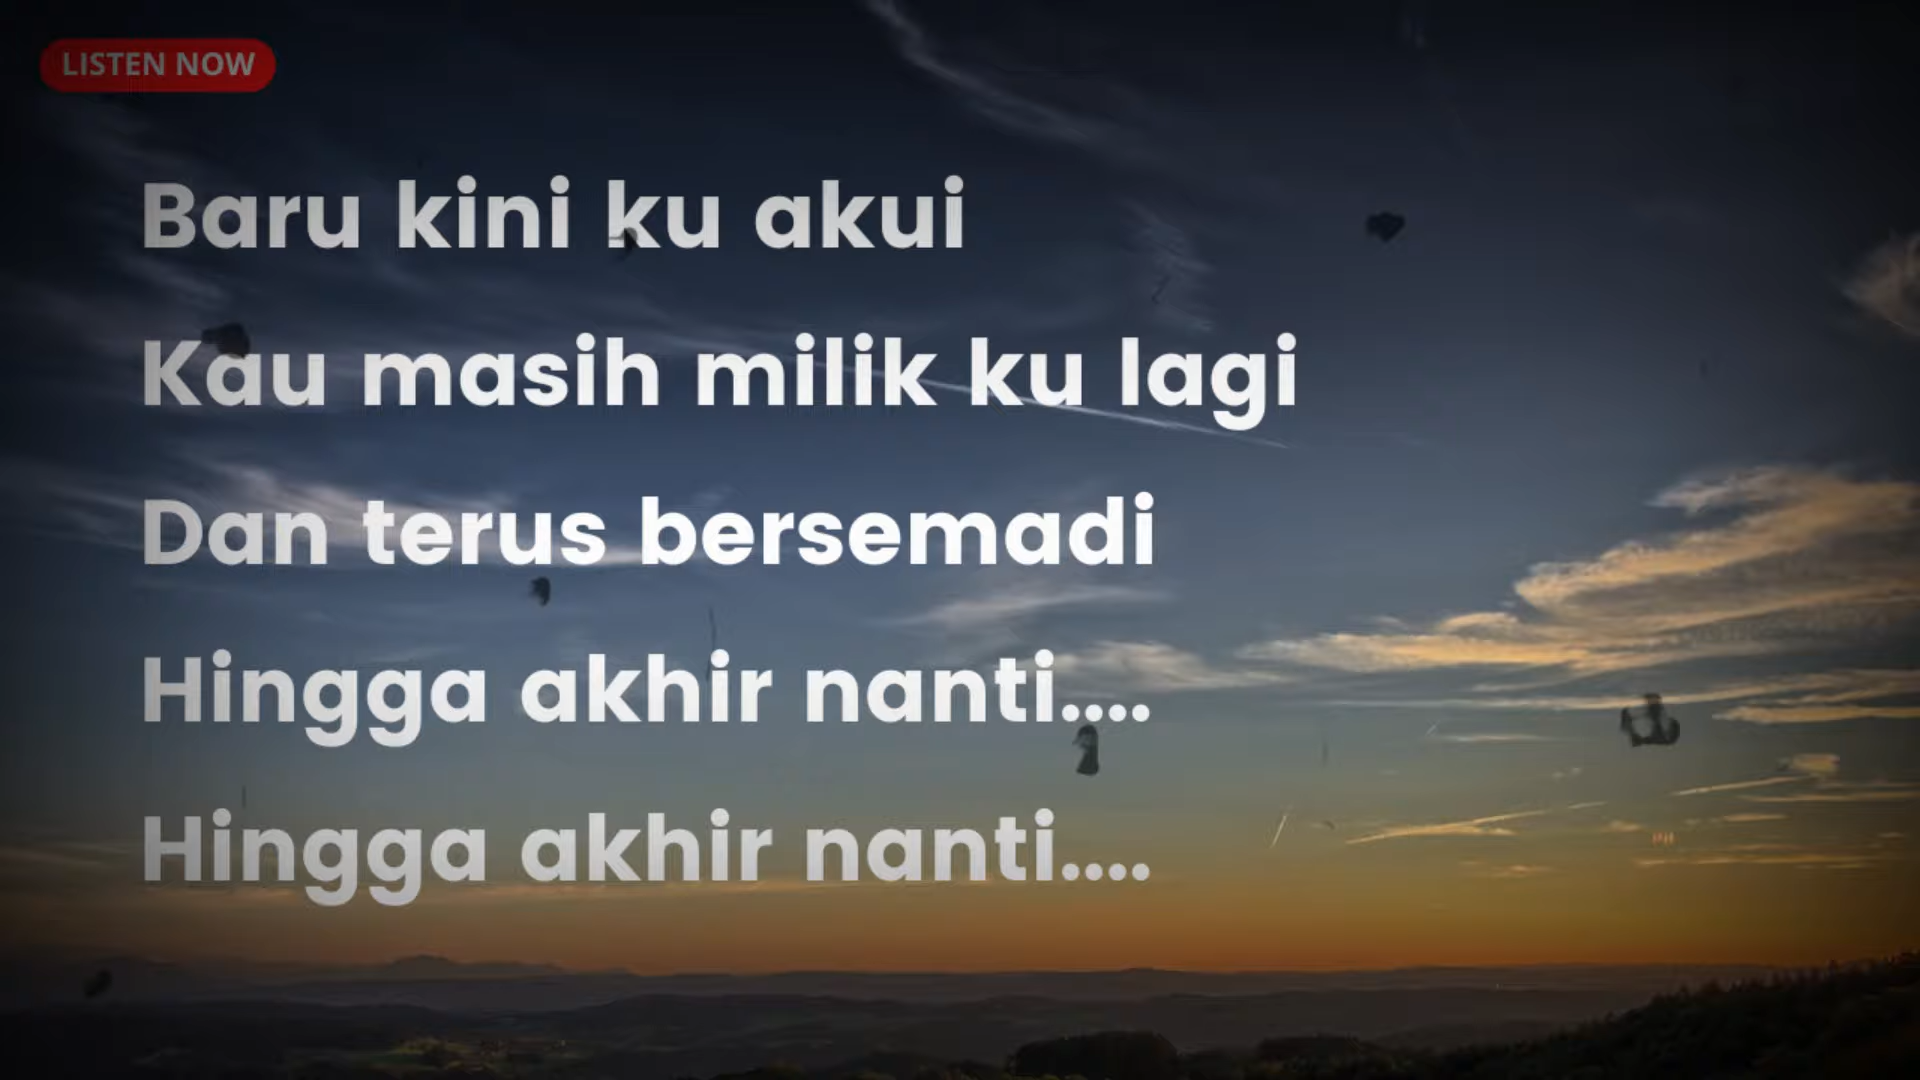 LISTEN NOW
Baru kini ku akui
Kau masih milik ku lagi
Dan terus bersemadi
Hingga akhir nanti....
Hingga akhir nanti....